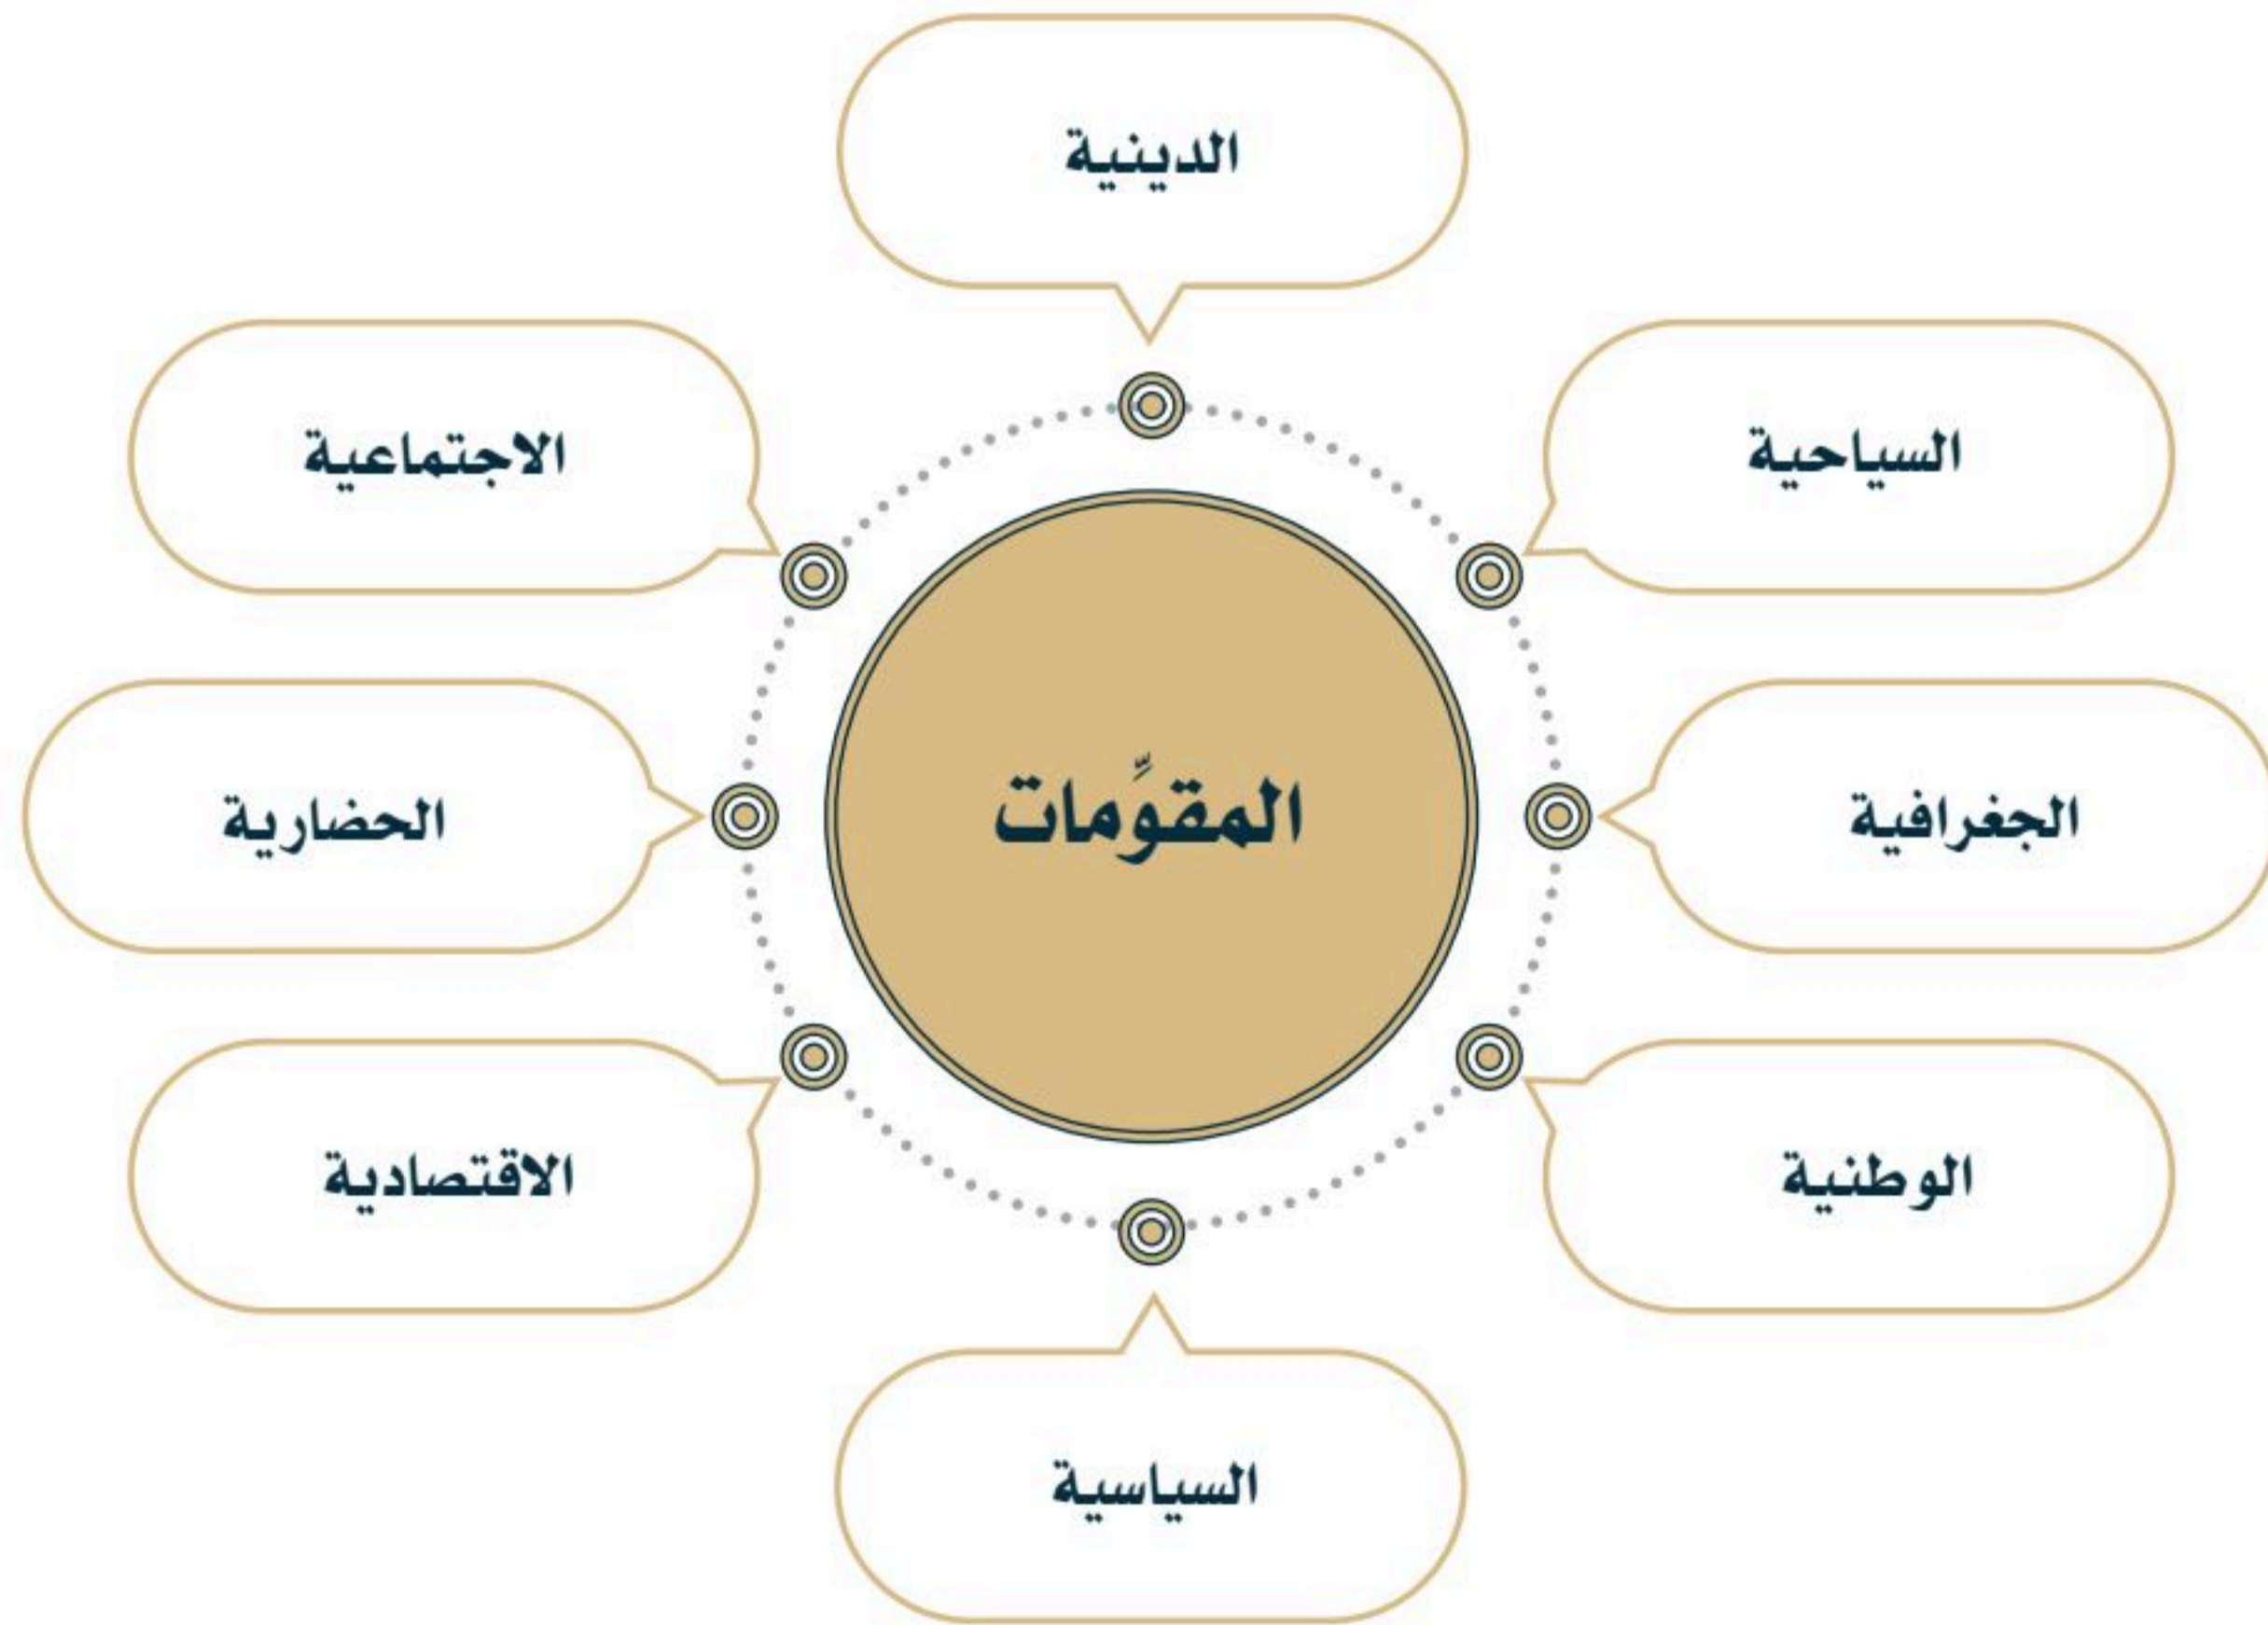 الدينية
السياحية
الاجتماعية
الجغرافية
المقوِّمات
الحضارية
الوطنية
الاقتصادية
السياسية